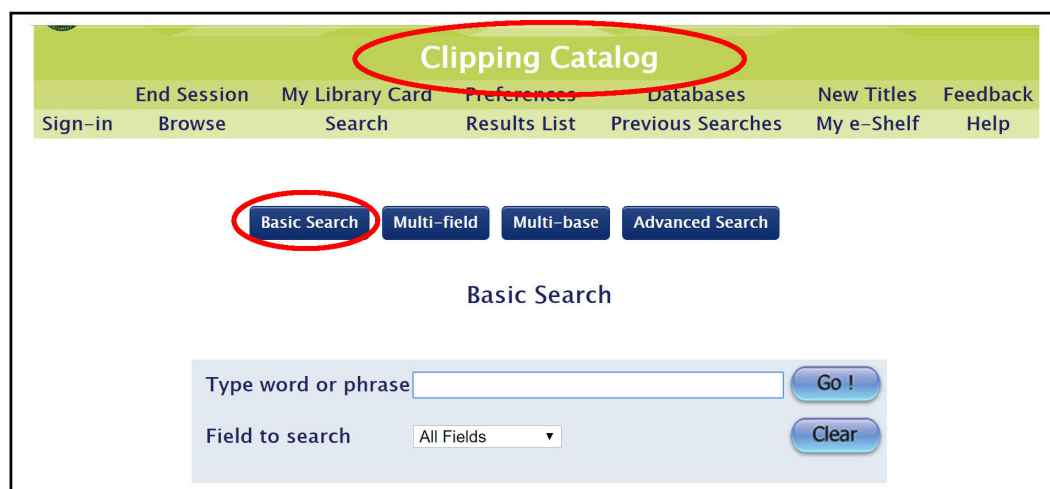 Clipping Catalog
End Session My Library Card Preferences Databases New Titles Feedback
Sign-in Browse Search Results List Previous Searches My e-Shelf Help
Basic Search Multi-field Multi-base Advanced Search
Basic Search
Type word or phrase Go !
Field to search All Fields Clear